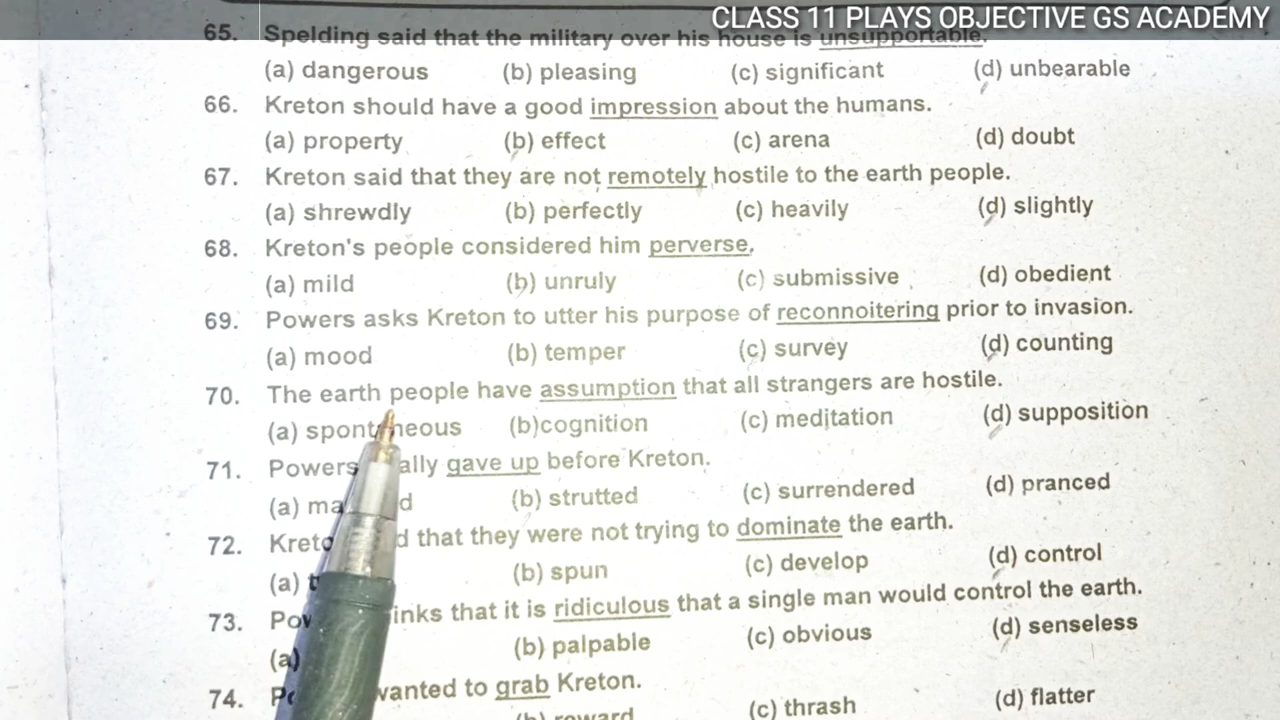 CLASS 11 PLAYS OBJECTIVE GS ACADEMY
65. Spelding said that the military over his house is unsupportable.
(a) dangerous (b) pleasing (c) significant (d) unbearable
66. Kreton should have a good impression about the humans.
(a) property (b) effect (c) arena (d) doubt
67. Kreton said that they are not remotely hostile to the earth people.
(a) shrewdly (b) perfectly (c) heavily (d) slightly
68. Kreton's people considered him perverse.
(a) mild (b) unruly (c) submissive (d) obedient
69. Powers asks Kreton to utter his purpose of reconnoitering prior to invasion.
(a) mood (b) temper (c) survey (d) counting
70. The earth people have assumption that all strangers are hostile.
(a) spontaneous (b)cognition (c) meditation (d) supposition
71. Powers gave up before Kreton.
(a) (b) strutted (c) surrendered (d) pranced
72. that they were not trying to dominate the earth.
(a) (b) spun (c) develop (d) control
73. that it is ridiculous that a single man would control the earth.
(a) (b) palpable (c) obvious (d) senseless
74. wanted to grab Kreton.
(b) reward (c) thrash (d) flatter